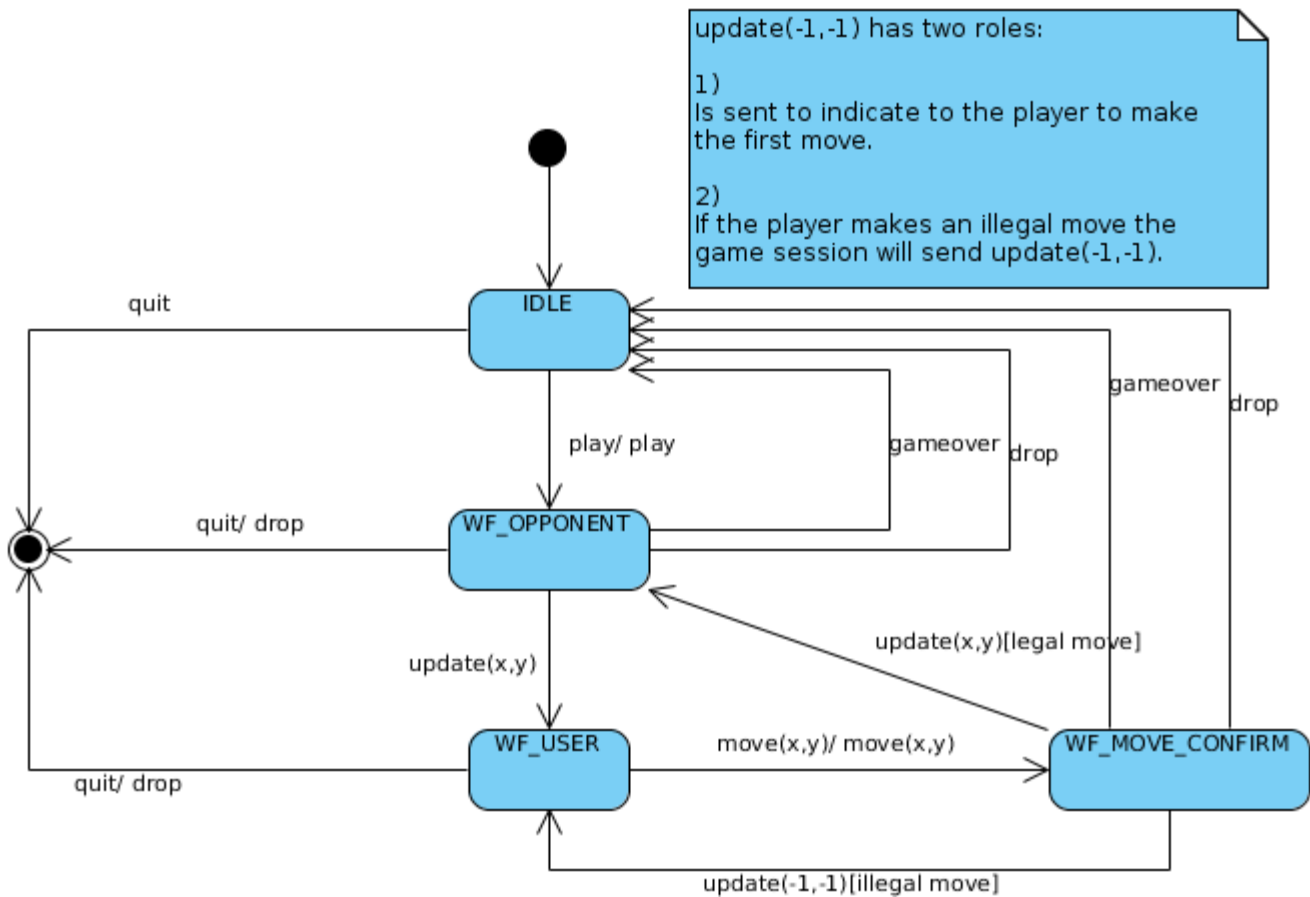 update(-1,-1) has two roles:
1)
Is sent to indicate to the player to make
the first move.
2)
If the player makes an illegal move the
game session will send update(-1,-1).
quit
IDLE
gameover
drop
play/ play
gameover
drop
quit/ drop
WF_OPPONENT
update(x,y)[legal move]
update(x,y)
WF_USER
move(x,y)/ move(x,y)
WF_MOVE_CONFIRM
quit/ drop
update(-1,-1)[illegal move]